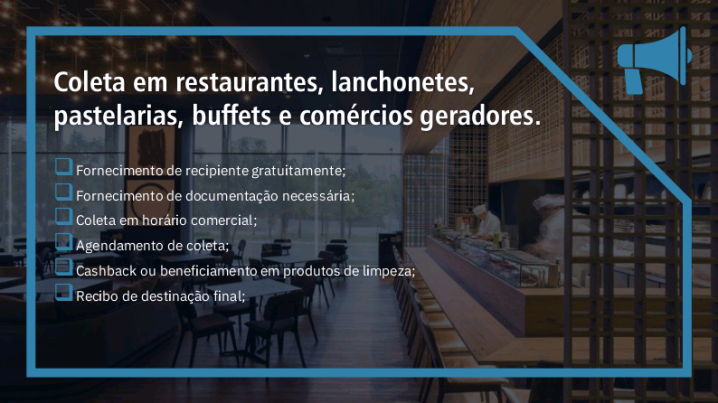 Coleta em restaurantes, lanchonetes,
pastelarias, buffets e comércios geradores.
Fornecimento de recipiente gratuitamente;
Fornecimento de documentação necessária;
Coleta em horário comercial;
Agendamento de coleta;
Cashback ou beneficiamento em produtos de limpeza;
Recibo de destinação final;